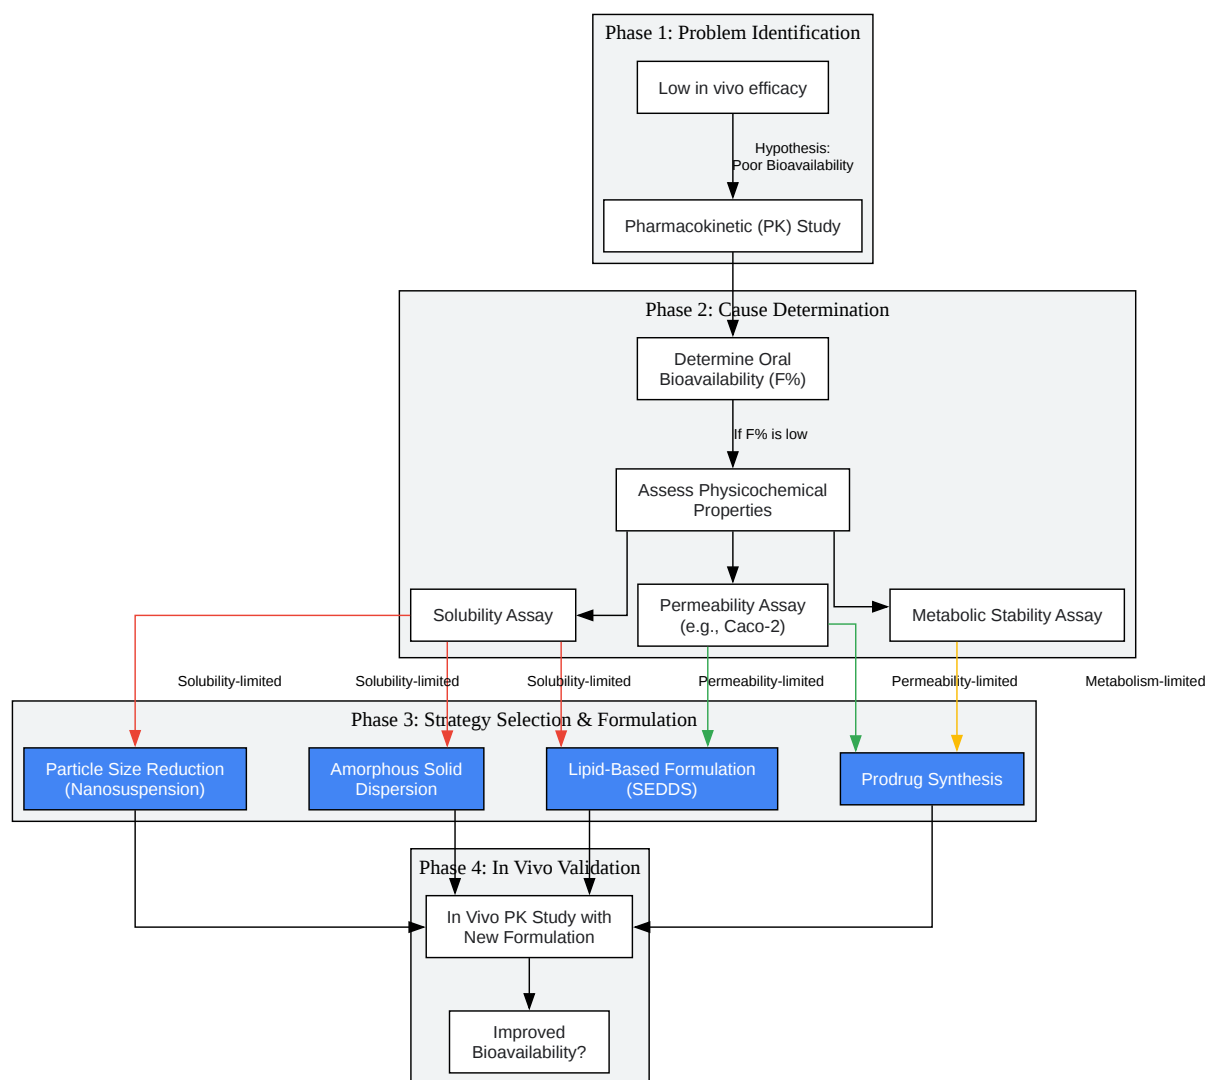 Phase 1: Problem Identification
Low in vivo efficacy
Hypothesis:
Poor Bioavailability
Pharmacokinetic (PK) Study
Phase 2: Cause Determination
Determine Oral
Bioavailability (F%)
If F% is low
Assess Physicochemical
Properties
Solubility Assay
Permeability Assay
(e.g., Caco-2)
Metabolic Stability Assay
Solubility-limited
Solubility-limited
Solubility-limited
Permeability-limited
Permeability-limited
Metabolism-limited
Phase 3: Strategy Selection & Formulation
Particle Size Reduction
(Nanosuspension)
Amorphous Solid
Dispersion
Lipid-Based Formulation
(SEDDS)
Prodrug Synthesis
Phase 4: In Vivo Validation
In Vivo PK Study with
New Formulation
Improved
Bioavailability?